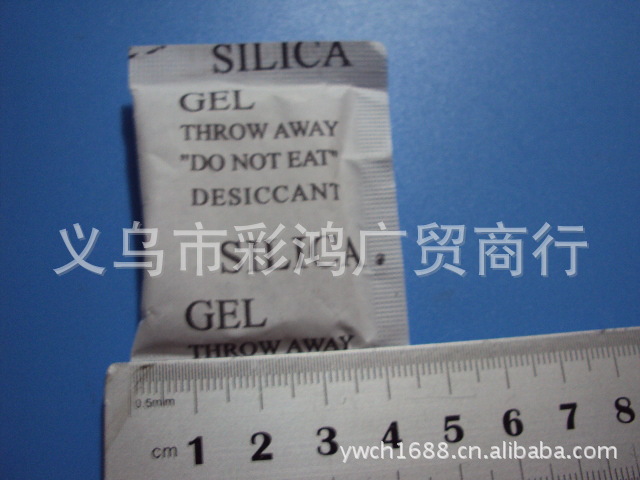 SILICA
GEL
THROW AWAY
"DO NOT EAT"
DESICCANT
义乌市彩鸿广贸商行
SILICA
GEL
THROW AWAY
0.5mm
cm 1 2 3 4 5 6 7 8
ywch1688.cn.alibaba.com